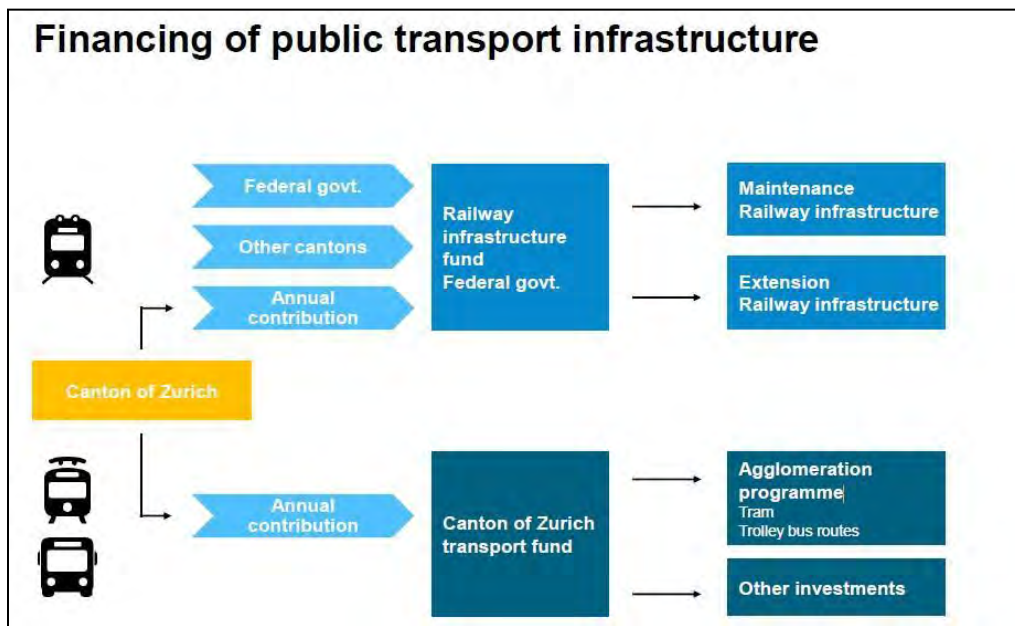 Financing of public transport infrastructure
Federal govt.
Other cantons
Annual
contribution
Railway
infrastructure
fund
Federal govt.
Maintenance
Railway infrastructure
Extension
Railway infrastructure
Canton of Zurich
Annual
contribution
Canton of Zurich
transport fund
Agglomeration
programme
Tram
Trolley bus routes
Other investments